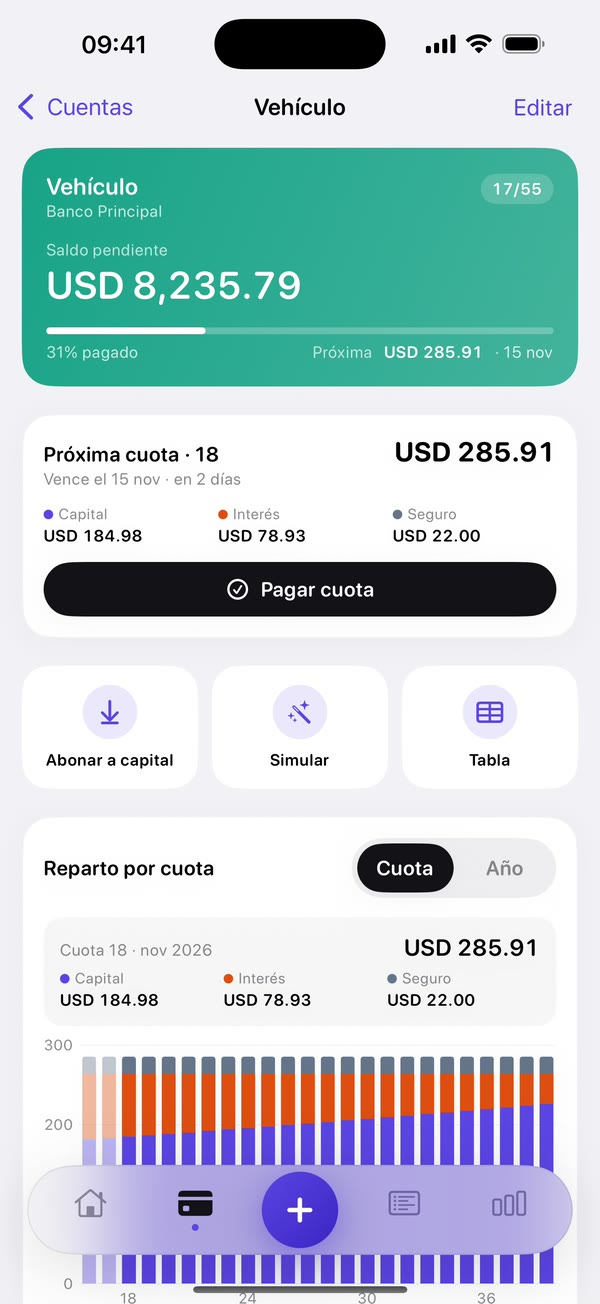 09:41
Cuentas
Vehículo
Editar
Vehículo
17/55
Banco Principal
Saldo pendiente
USD 8,235.79
31% pagado
Próxima USD 285.91 · 15 nov
Próxima cuota · 18
USD 285.91
Vence el 15 nov · en 2 días
Capital Interés Seguro
USD 184.98 USD 78.93 USD 22.00
Pagar cuota
Abonar a capital Simular Tabla
Reparto por cuota
Cuota Año
Cuota 18 · nov 2026
USD 285.91
Capital Interés Seguro
USD 184.98 USD 78.93 USD 22.00
300
200
0
18 24 30 36